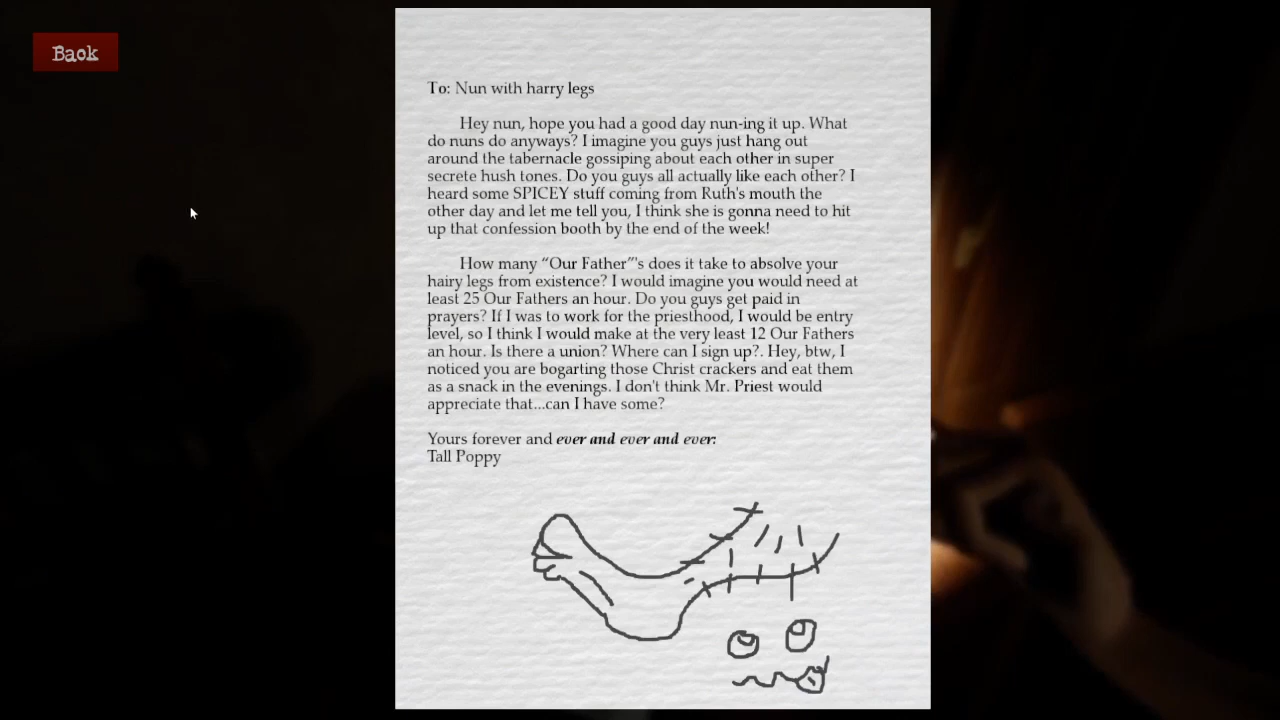 Back
To: Nun with harry legs
Hey nun, hope you had a good day nun-ing it up. What
do nuns do anyways? I imagine you guys just hang out
around the tabernacle gossiping about each other in super
secrete hush tones. Do you guys all actually like each other? I
heard some SPICEY stuff coming from Ruth's mouth the
other day and let me tell you, I think she is gonna need to hit
up that confession booth by the end of the week!
How many “Our Father”'s does it take to absolve your
hairy legs from existence? I would imagine you would need at
least 25 Our Fathers an hour. Do you guys get paid in
prayers? If I was to work for the priesthood, I would be entry
level, so I think I would make at the very least 12 Our Fathers
an hour. Is there a union? Where can I sign up?. Hey, btw, I
noticed you are bogarting those Christ crackers and eat them
as a snack in the evenings. I don't think Mr. Priest would
appreciate that...can I have some?
Yours forever and ever and ever and ever:
Tall Poppy